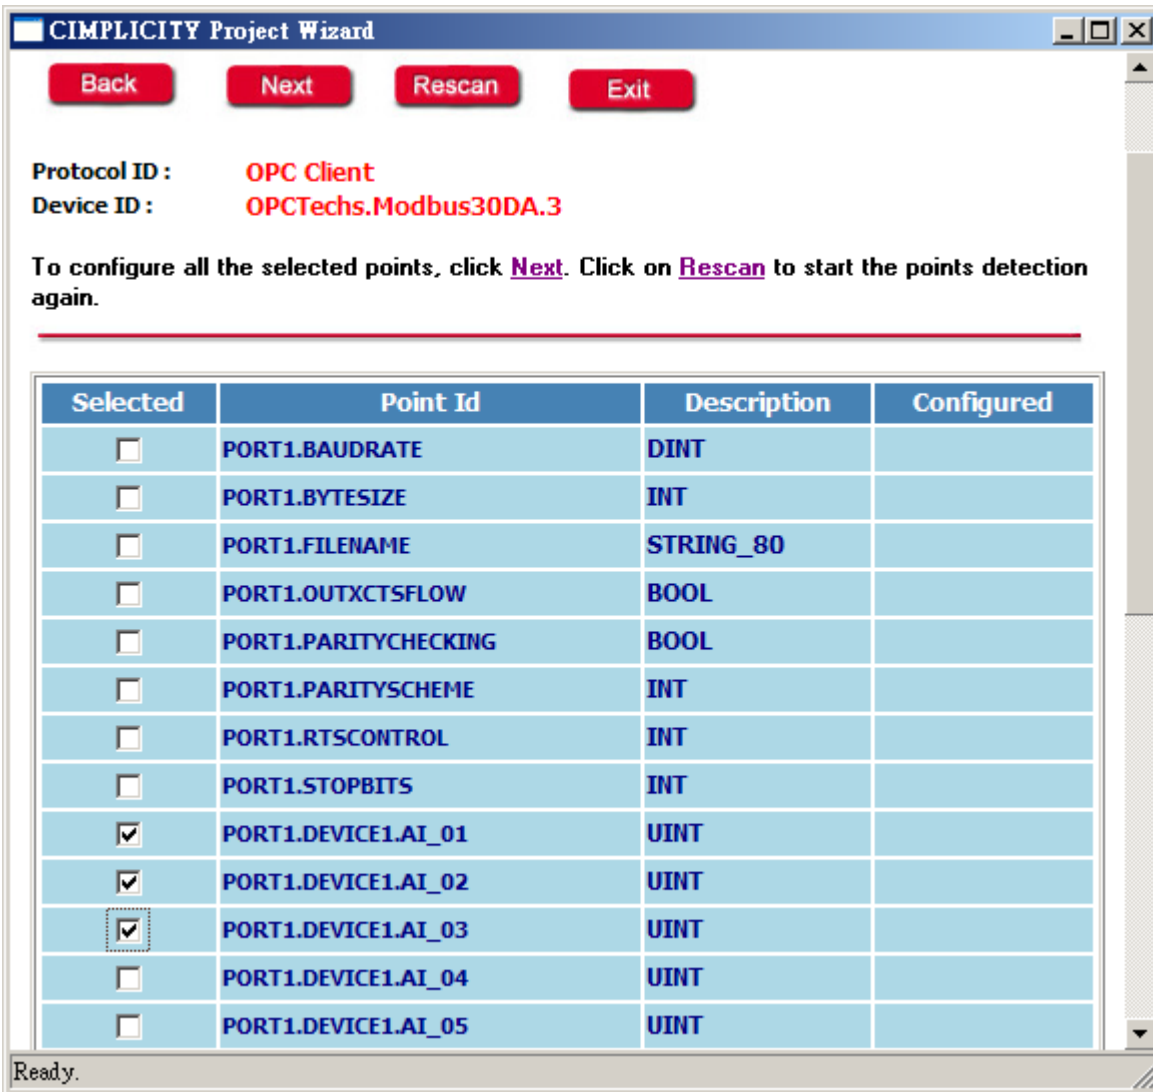 CIMPLICITY Project Wizard
Back Next Rescan Exit
Protocol ID : OPC Client
Device ID : OPCTechs.Modbus30DA.3
To configure all the selected points, click Next. Click on Rescan to start the points detection
again.
Selected Point Id Description Configured
PORT1.BAUDRATE DINT
PORT1.BYTESIZE INT
PORT1.FILENAME STRING_80
PORT1.OUTXCTSFLOW BOOL
PORT1.PARITYCHECKING BOOL
PORT1.PARITYSCHEME INT
PORT1.RTSCONTROL INT
PORT1.STOPBITS INT
PORT1.DEVICE1.AI_01 UINT
PORT1.DEVICE1.AI_02 UINT
PORT1.DEVICE1.AI_03 UINT
PORT1.DEVICE1.AI_04 UINT
PORT1.DEVICE1.AI_05 UINT
Ready.